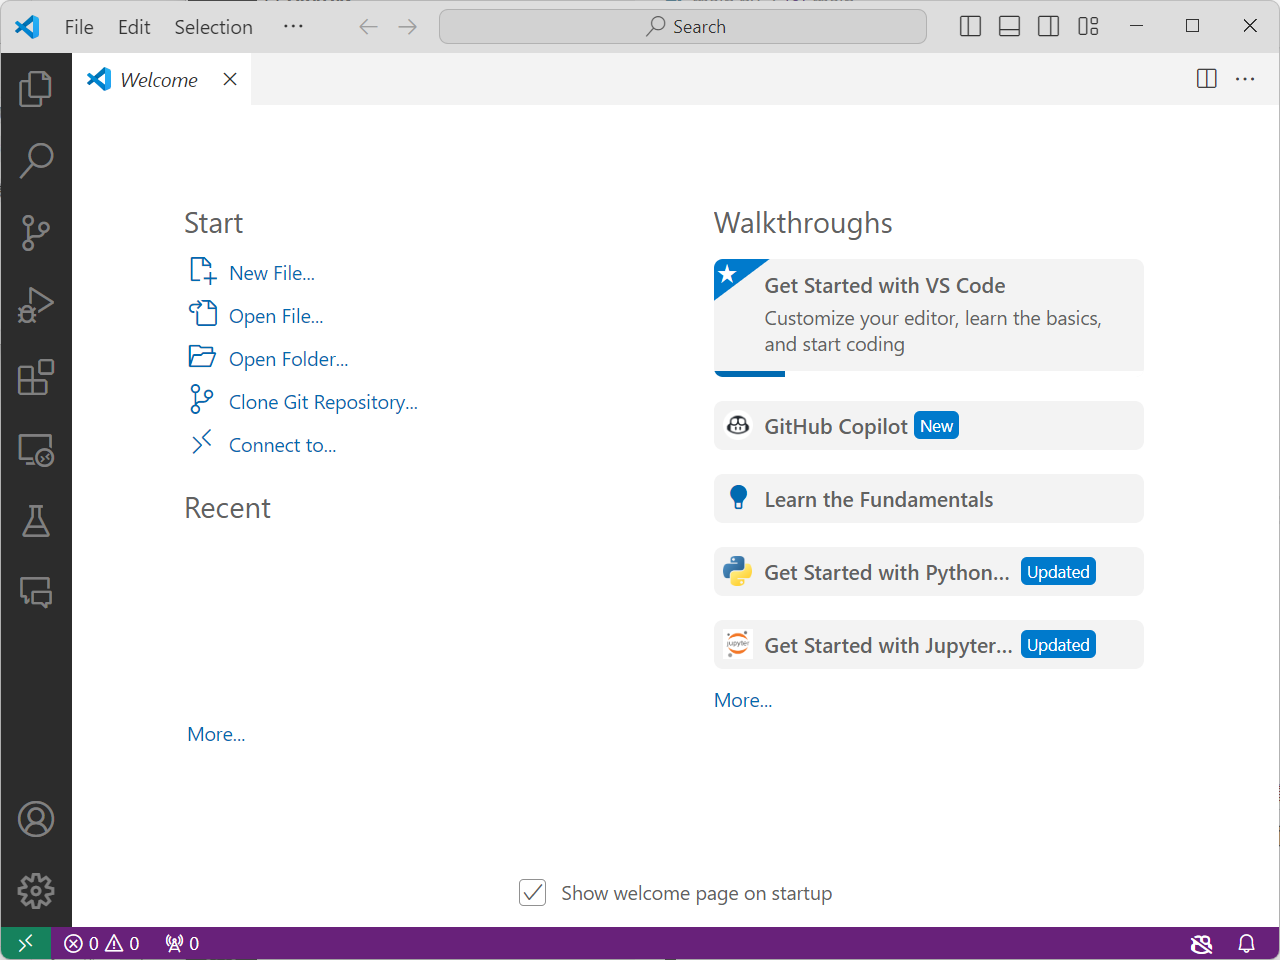 File Edit Selection ···
Search
Welcome
Start
New File...
Open File...
Open Folder...
Clone Git Repository...
Connect to...
Recent
More...
Walkthroughs
Get Started with VS Code
Customize your editor, learn the basics,
and start coding
GitHub Copilot New
Learn the Fundamentals
Get Started with Python... Updated
jupyter
Get Started with Jupyter... Updated
More...
Show welcome page on startup
0 0 0